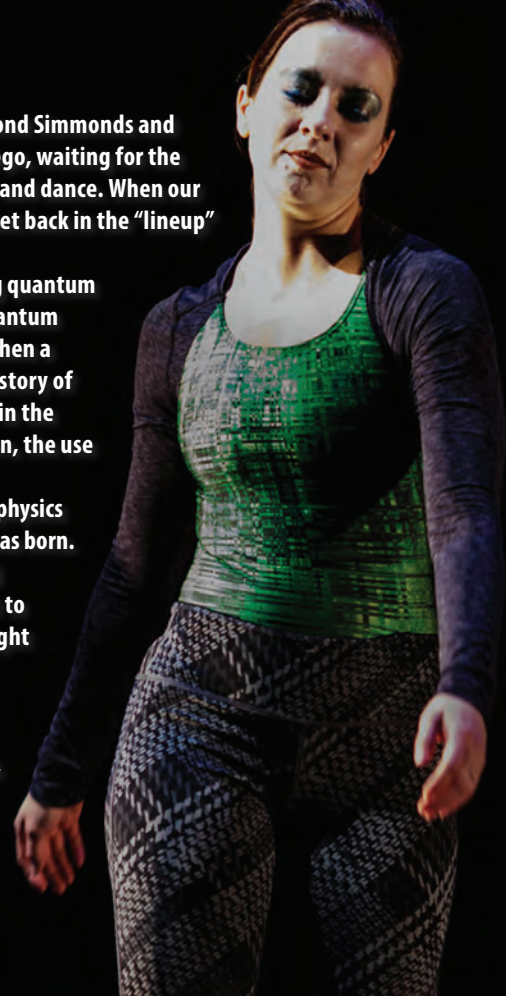 ond Simmonds and
go, waiting for the
and dance. When our
et back in the “lineup”
quantum
antum
hen a
story of
in the
n, the use
physics
as born.
to
ght